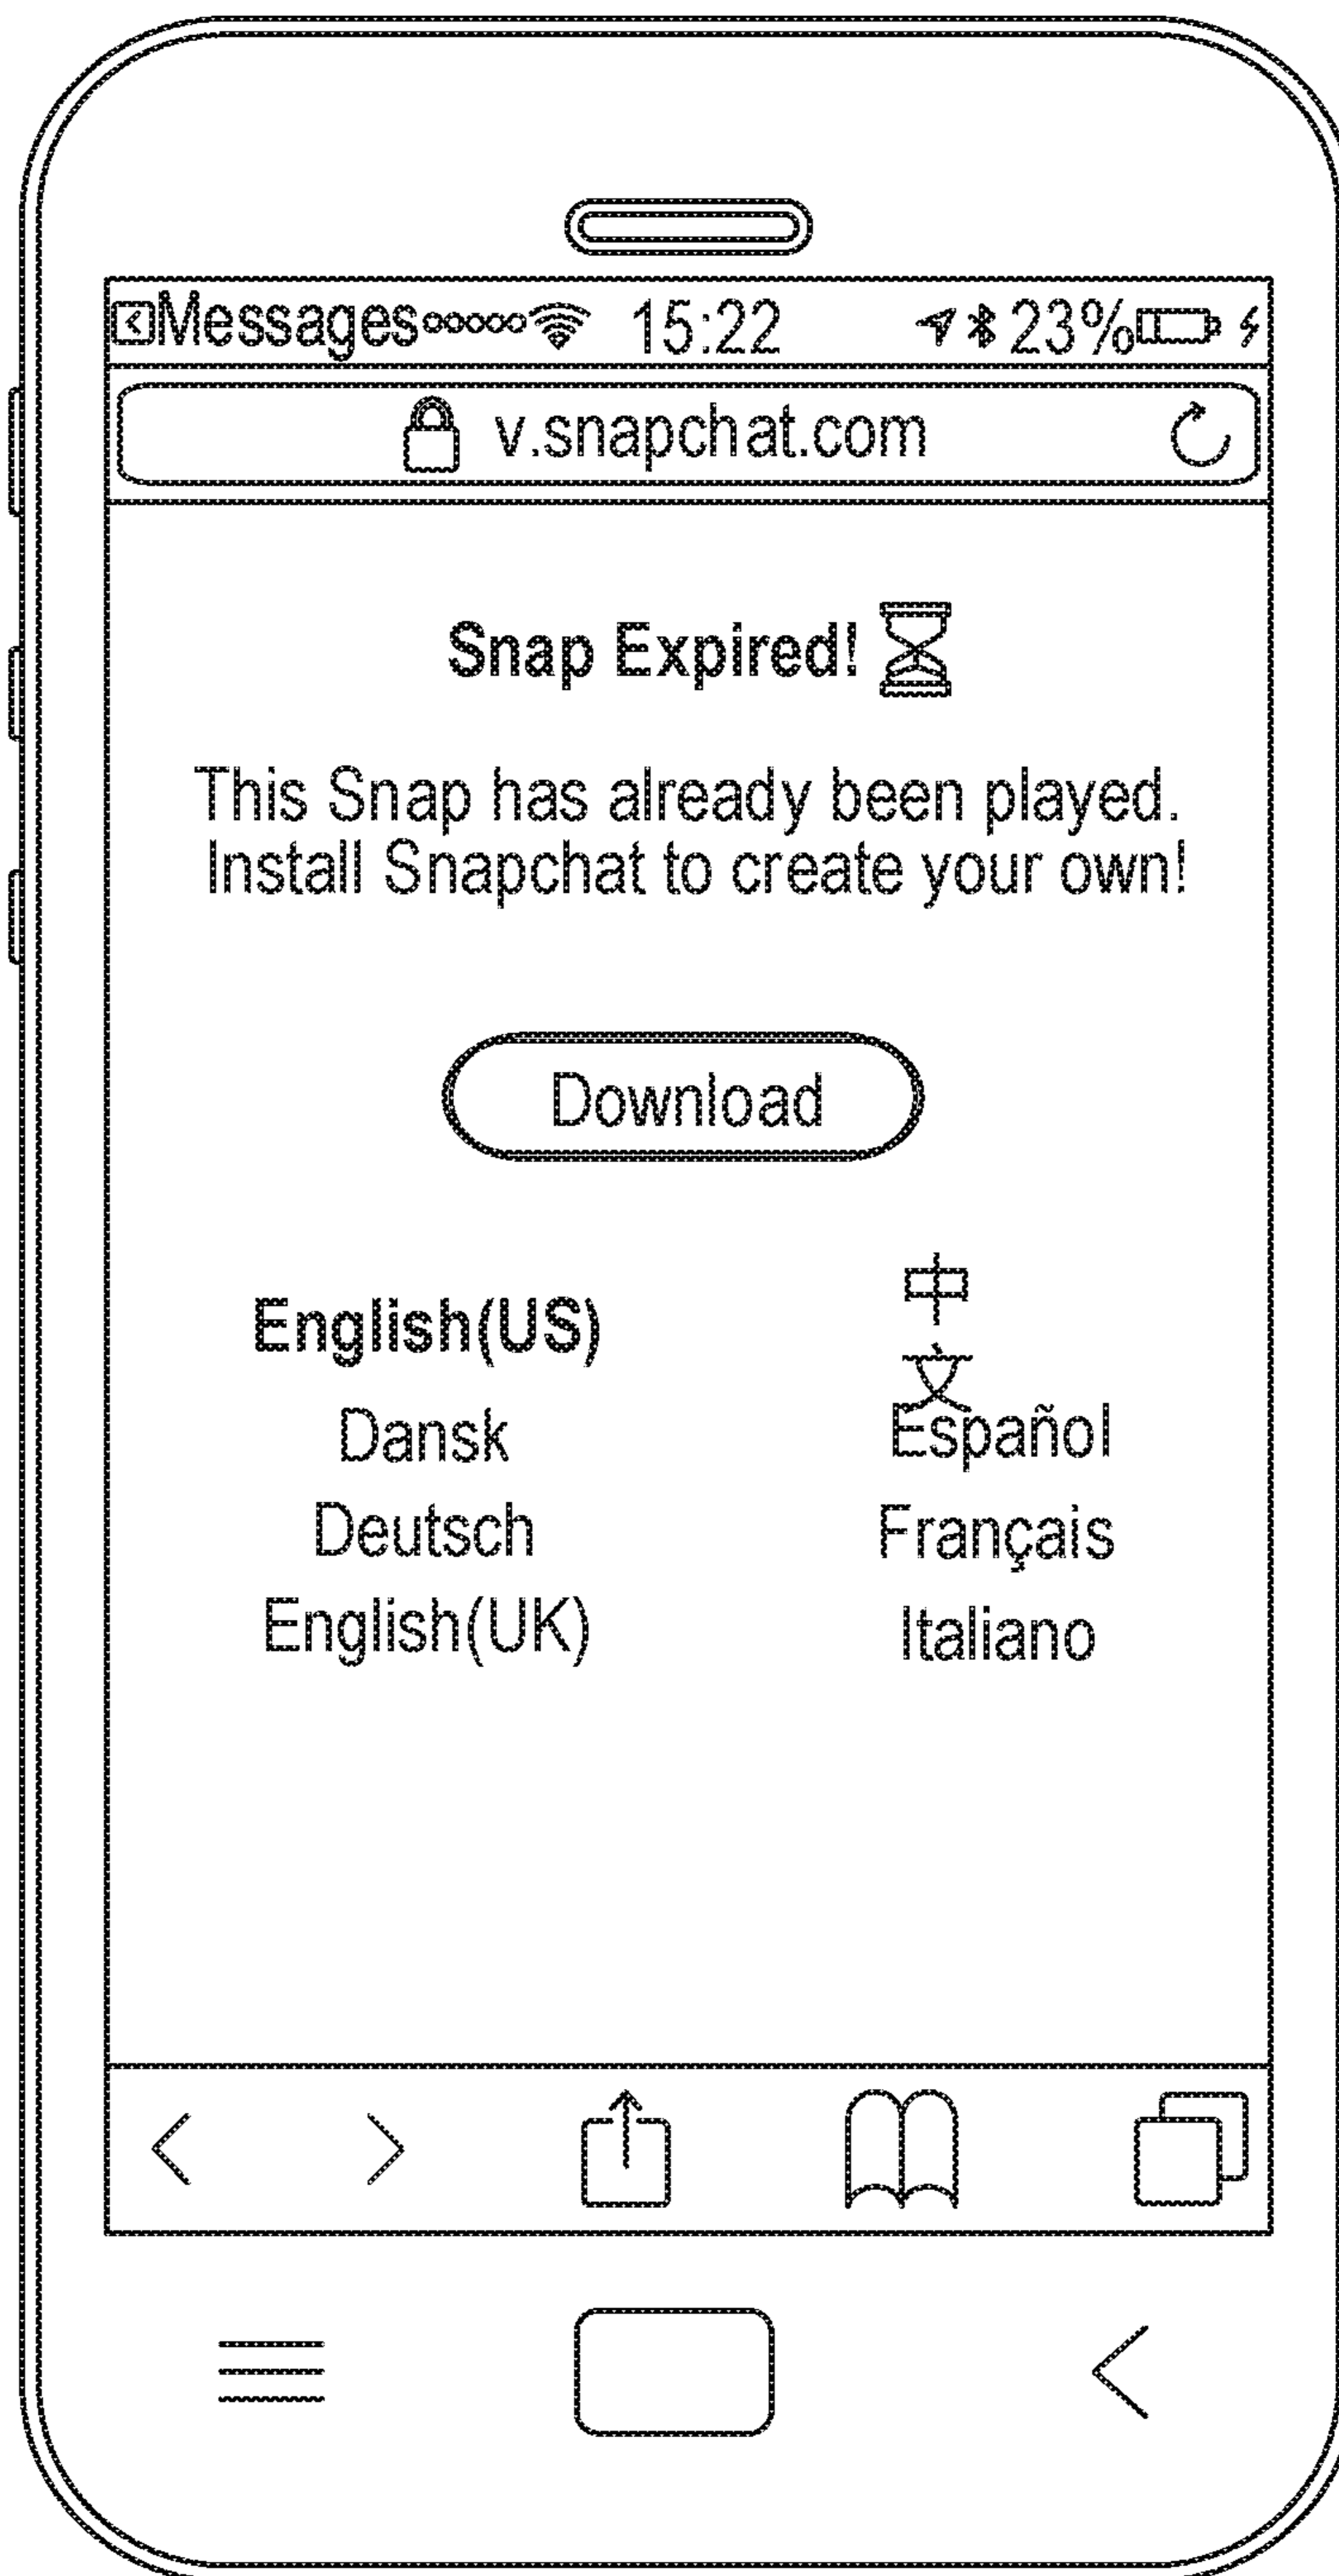 Messages 15:22 23%
v.snapchat.com
Snap Expired!
This Snap has already been played.
Install Snapchat to create your own!
Download
English(US)
中
文
Dansk
Español
Deutsch
Français
English(UK)
Italiano